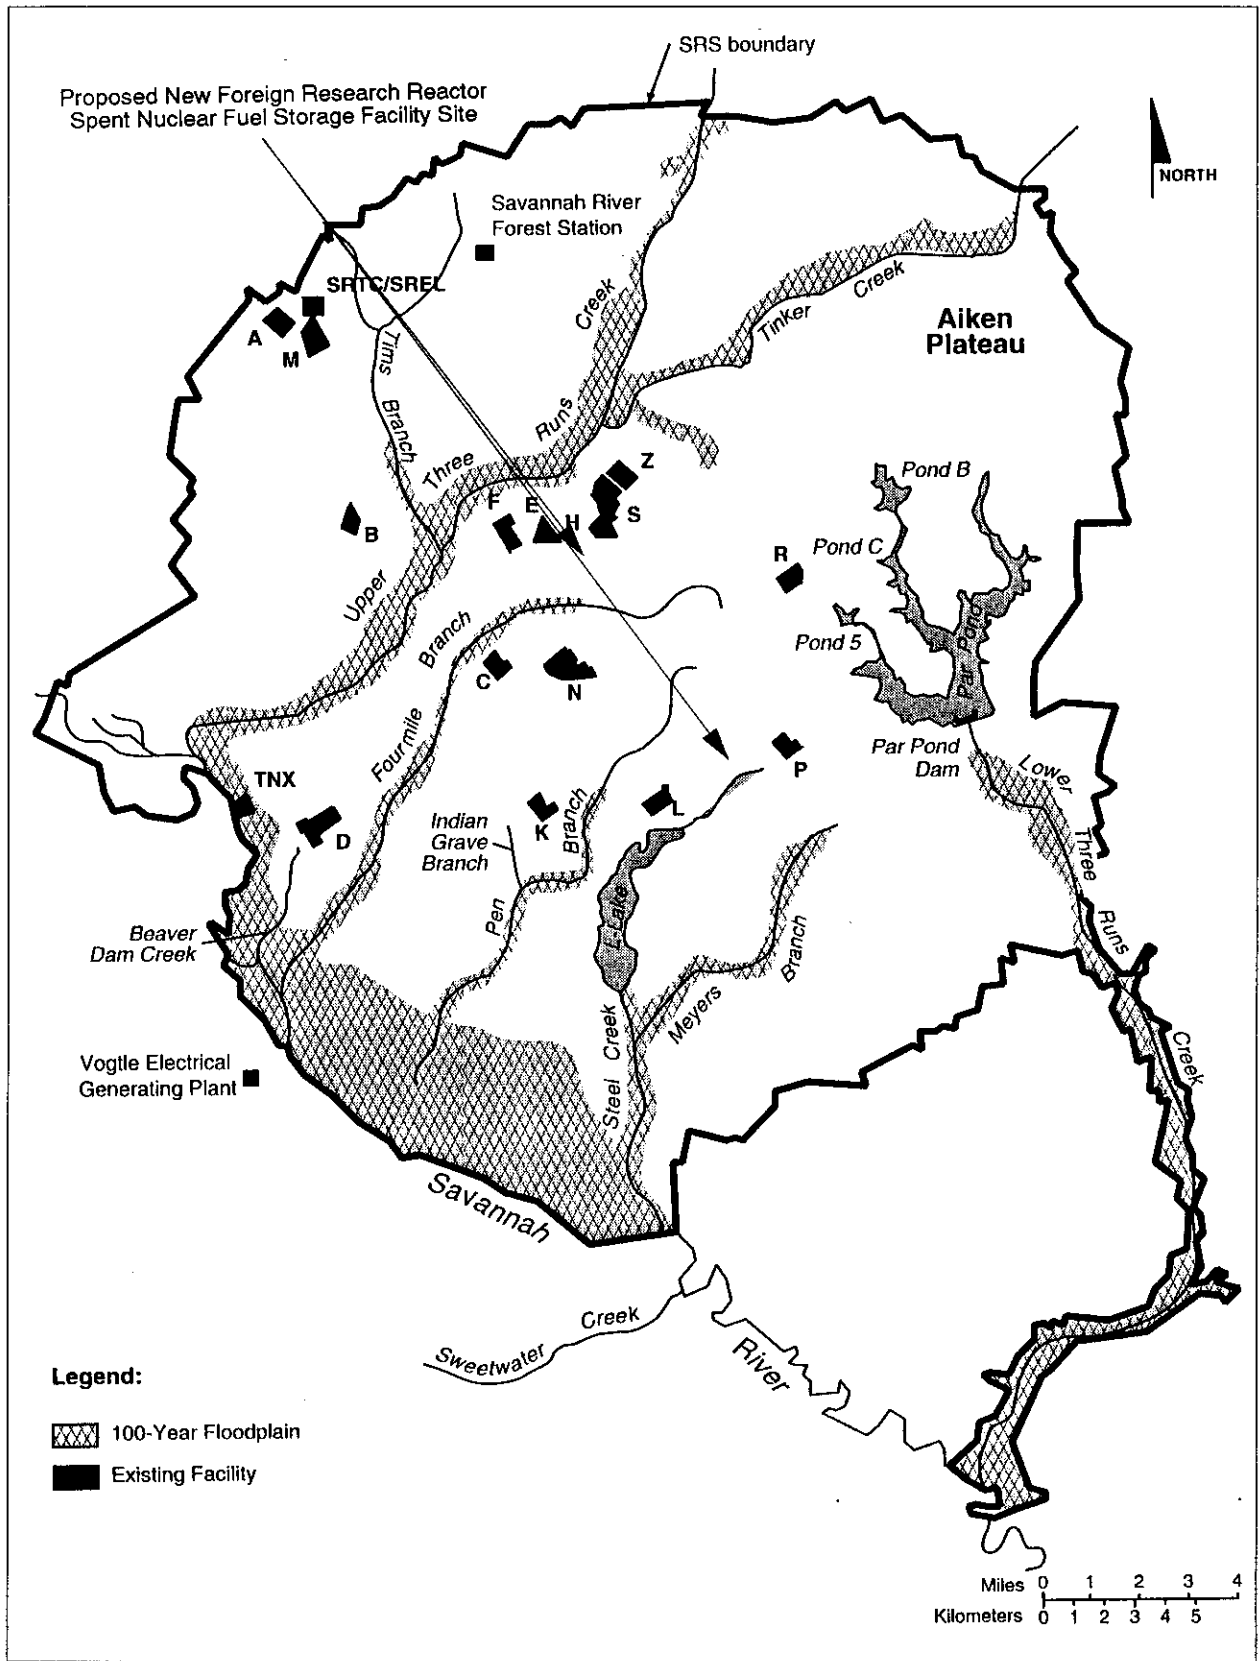 SRS boundary
Proposed New Foreign Research Reactor
Spent Nuclear Fuel Storage Facility Site
NORTH
Savannah River
Forest Station
SRTC/SREL
A
M
Tims
Branch
Creek
Runs
Three
Upper
Tinker
Creek
Aiken
Plateau
Z
F
E
H
S
B
Pond B
Pond C
R
Pond 5
Par Pond
Branch
Fourmile
C
N
Par Pond
Dam
P
Lower
Three
Runs
Creek
TNX
D
Indian
Grave
Branch
K
Branch
Pen
L
L-Lake
Beaver
Dam Creek
Branch
Meyers
Steel Creek
Vogtle Electrical
Generating Plant
Savannah
River
Sweetwater Creek
Legend:
100-Year Floodplain
Existing Facility
Miles 0 1 2 3 4
Kilometers 0 1 2 3 4 5